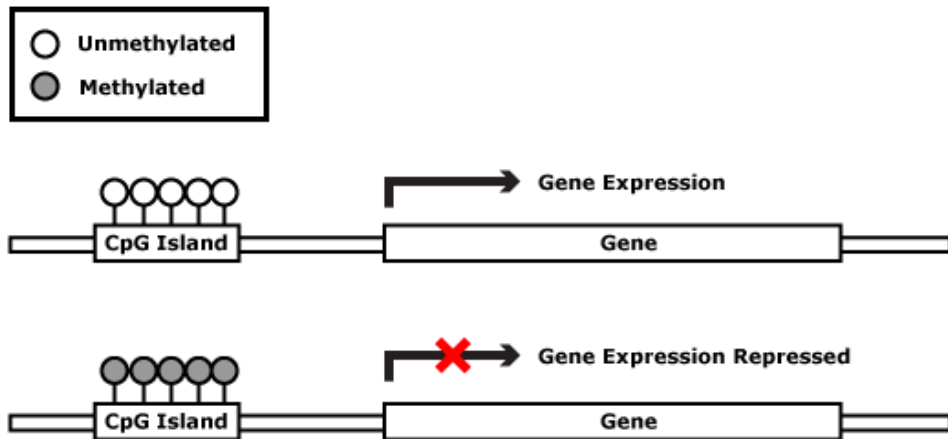 Unmethylated
Methylated
Gene Expression
CpG Island
Gene
Gene Expression Repressed
CpG Island
Gene